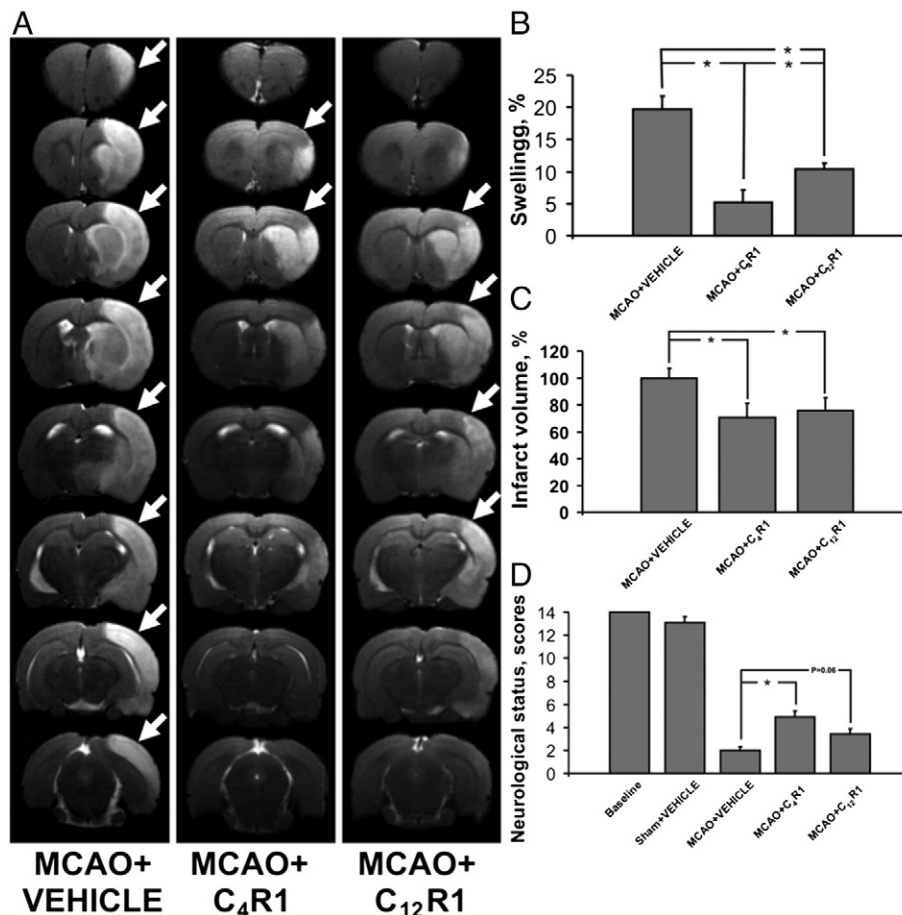 A
MCAO+
VEHICLE
MCAO+
C₄R1
MCAO+
C₁₂R1
B
Swellingg, %
25
20
15
10
5
0
*
*
*
MCAO+VEHICLE
MCAO+C₄R1
MCAO+C₁₂R1
C
Infarct volume, %
120
100
80
60
40
20
0
*
*
MCAO+VEHICLE
MCAO+C₄R1
MCAO+C₁₂R1
D
Neurological status, scores
14
12
10
8
6
4
2
0
P=0.06
*
Baseline
Sham+VEHICLE
MCAO+VEHICLE
MCAO+C₄R1
MCAO+C₁₂R1